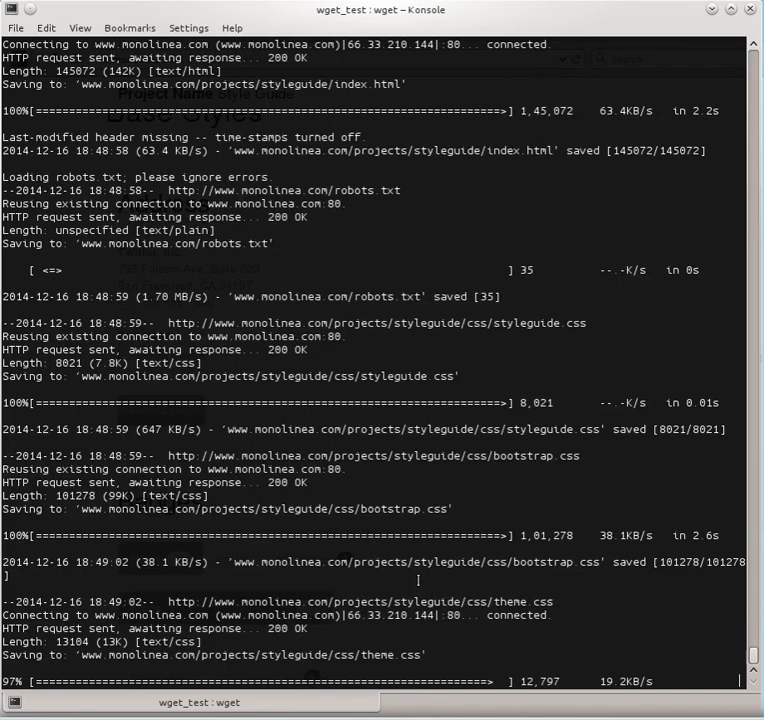 wget_test : wget – Konsole
File Edit View Bookmarks Settings Help
Connecting to www.monolinea.com (www.monolinea.com)|66.33.210.144|:80... connected.
HTTP request sent, awaiting response... 200 OK
Length: 145072 (142K) [text/html]
Saving to: ‘www.monolinea.com/projects/styleguide/index.html’
100%[======================================================>] 1,45,072 63.4KB/s in 2.2s
Last-modified header missing -- time-stamps turned off.
2014-12-16 18:48:58 (63.4 KB/s) - ‘www.monolinea.com/projects/styleguide/index.html’ saved [145072/145072]
Loading robots.txt; please ignore errors.
--2014-12-16 18:48:58-- http://www.monolinea.com/robots.txt
Reusing existing connection to www.monolinea.com:80.
HTTP request sent, awaiting response... 200 OK
Length: unspecified [text/plain]
Saving to: ‘www.monolinea.com/robots.txt’
[ <=> ] 35 --.-K/s in 0s
2014-12-16 18:48:59 (1.70 MB/s) - ‘www.monolinea.com/robots.txt’ saved [35]
--2014-12-16 18:48:59-- http://www.monolinea.com/projects/styleguide/css/styleguide.css
Reusing existing connection to www.monolinea.com:80.
HTTP request sent, awaiting response... 200 OK
Length: 8021 (7.8K) [text/css]
Saving to: ‘www.monolinea.com/projects/styleguide/css/styleguide.css’
100%[======================================================>] 8,021 --.-K/s in 0.01s
2014-12-16 18:48:59 (647 KB/s) - ‘www.monolinea.com/projects/styleguide/css/styleguide.css’ saved [8021/8021]
--2014-12-16 18:48:59-- http://www.monolinea.com/projects/styleguide/css/bootstrap.css
Reusing existing connection to www.monolinea.com:80.
HTTP request sent, awaiting response... 200 OK
Length: 101278 (99K) [text/css]
Saving to: ‘www.monolinea.com/projects/styleguide/css/bootstrap.css’
100%[======================================================>] 1,01,278 38.1KB/s in 2.6s
2014-12-16 18:49:02 (38.1 KB/s) - ‘www.monolinea.com/projects/styleguide/css/bootstrap.css’ saved [101278/101278
]
--2014-12-16 18:49:02-- http://www.monolinea.com/projects/styleguide/css/theme.css
Connecting to www.monolinea.com (www.monolinea.com)|66.33.210.144|:80... connected.
HTTP request sent, awaiting response... 200 OK
Length: 13104 (13K) [text/css]
Saving to: ‘www.monolinea.com/projects/styleguide/css/theme.css’
97% [====================================================> ] 12,797 19.2KB/s
wget_test : wget